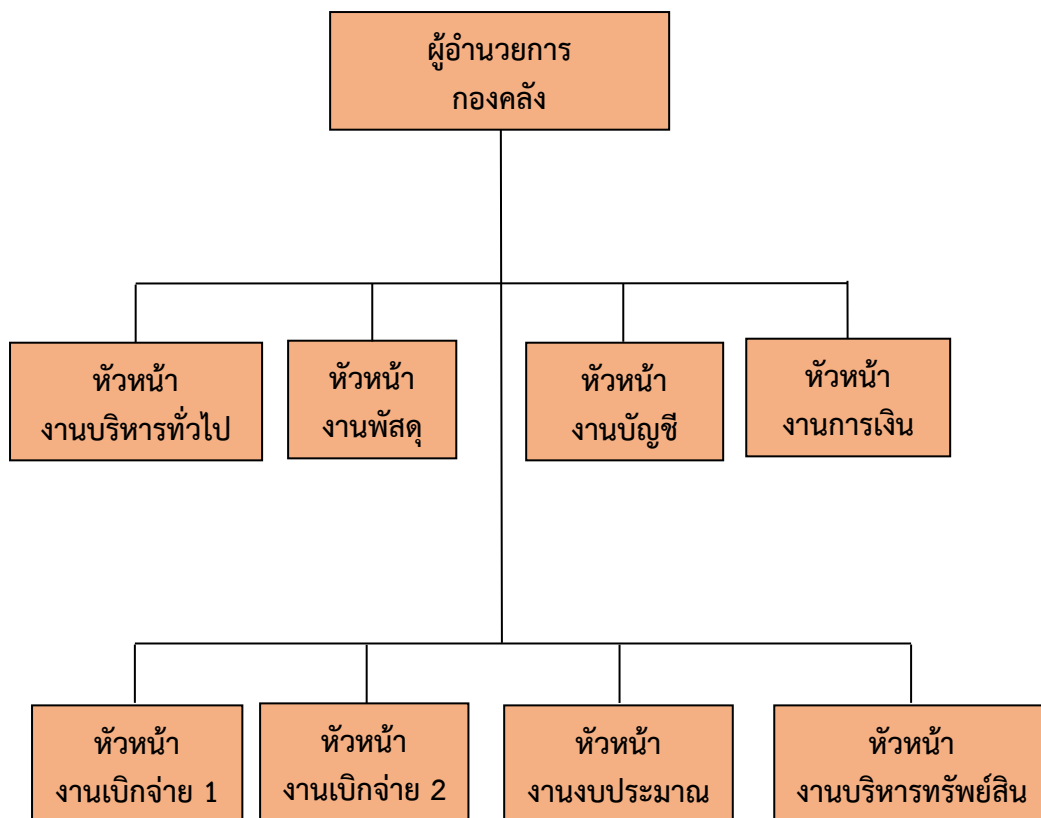 ผู้อำนวยการ
กองคลัง
หัวหน้า
งานบริหารทั่วไป
หัวหน้า
งานพัสดุ
หัวหน้า
งานบัญชี
หัวหน้า
งานการเงิน
หัวหน้า
งานเบิกจ่าย 1
หัวหน้า
งานเบิกจ่าย 2
หัวหน้า
งานงบประมาณ
หัวหน้า
งานบริหารทรัพย์สิน